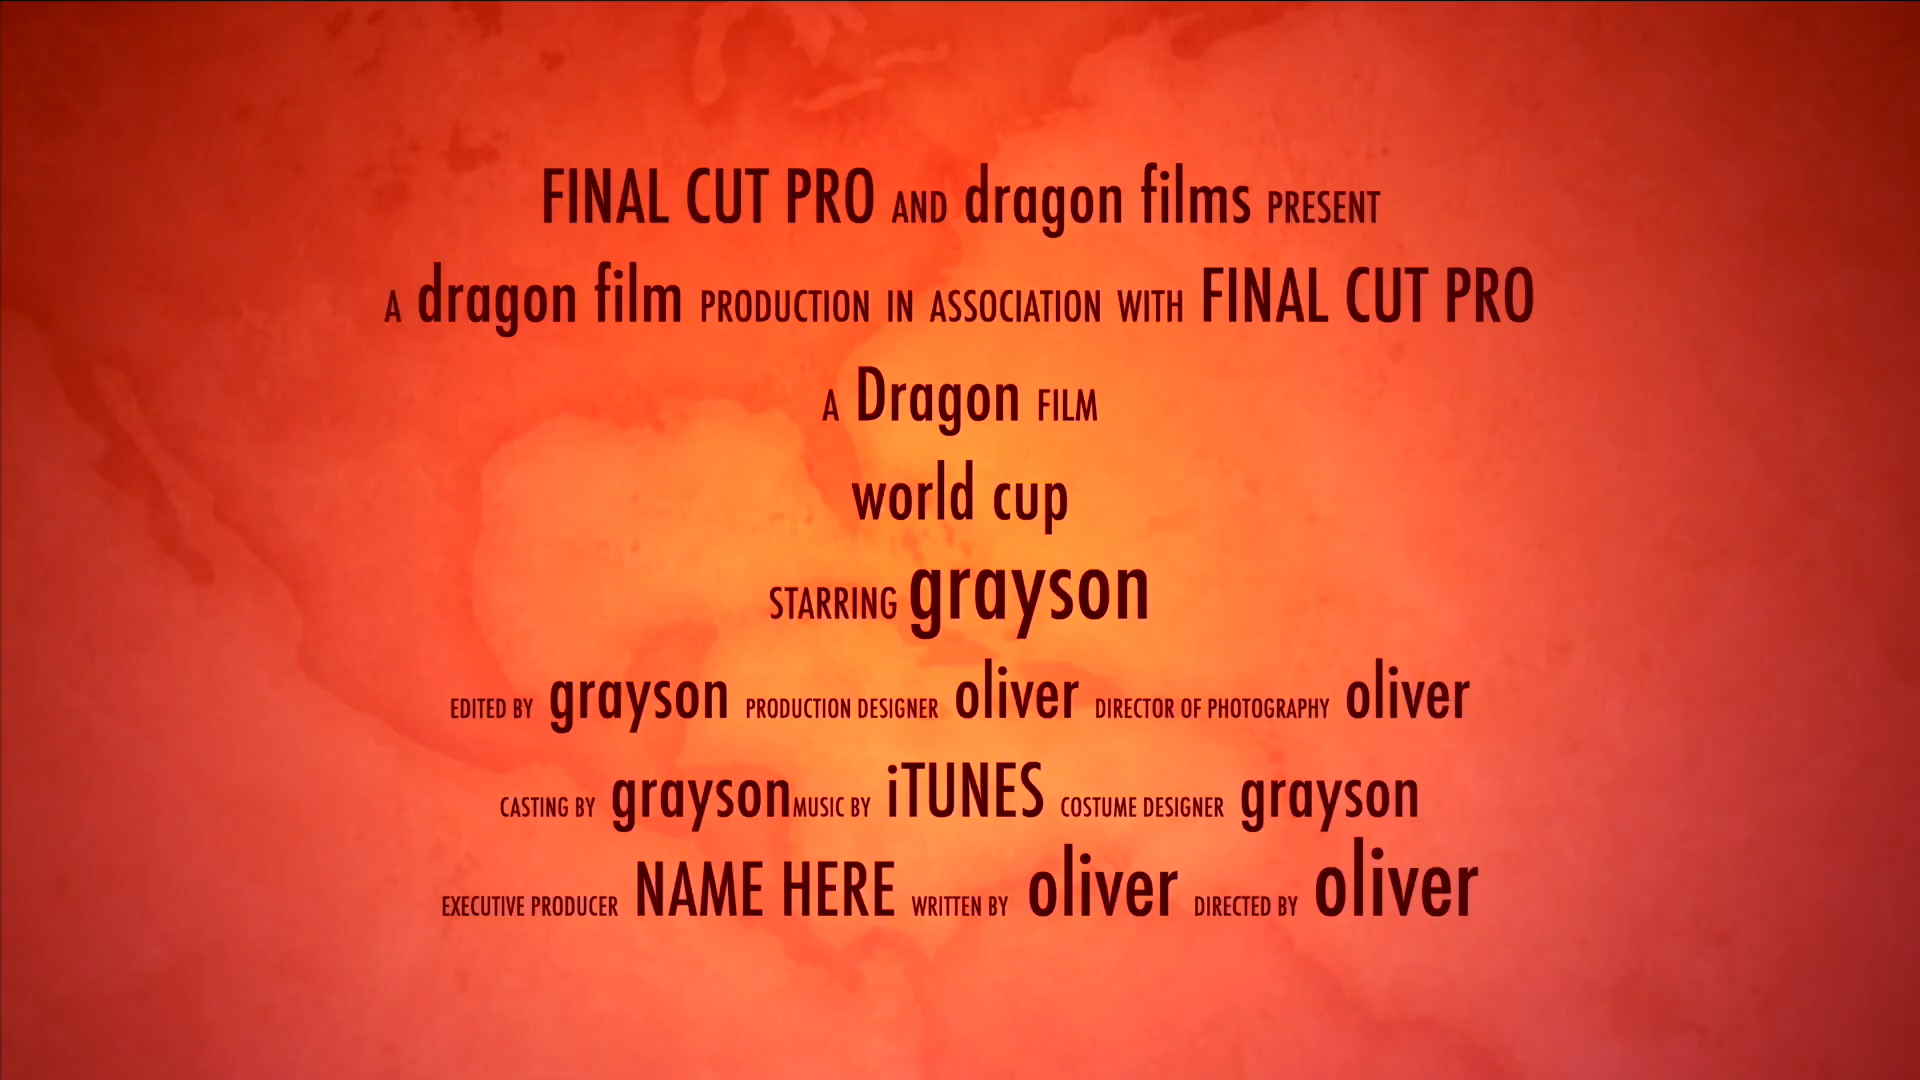 FINAL CUT PRO AND dragon films PRESENT
A dragon film PRODUCTION IN ASSOCIATION WITH FINAL CUT PRO
A Dragon FILM
world cup
STARRING grayson
EDITED BY grayson PRODUCTION DESIGNER oliver DIRECTOR OF PHOTOGRAPHY oliver
CASTING BY grayson MUSIC BY iTUNES COSTUME DESIGNER grayson
EXECUTIVE PRODUCER NAME HERE WRITTEN BY oliver DIRECTED BY oliver